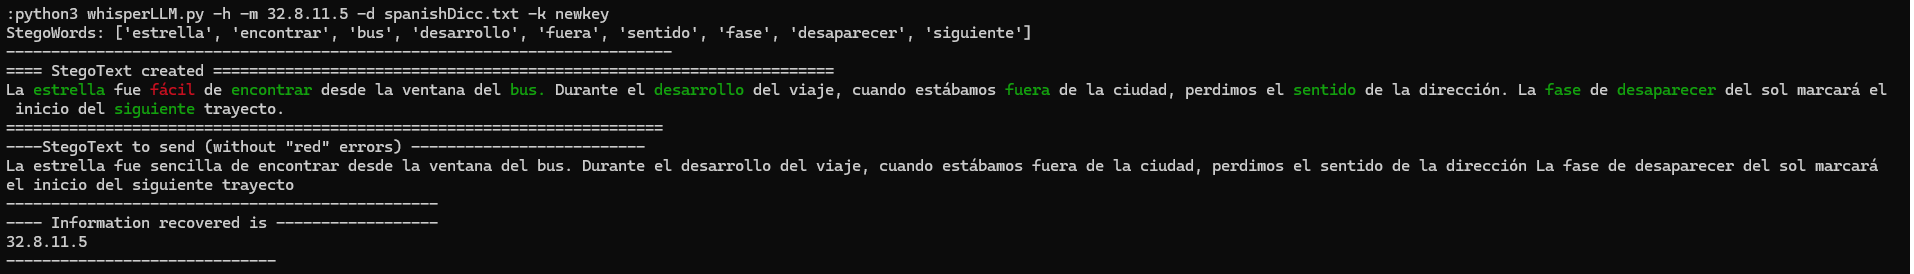 :python3 whisperLLM.py -h -m 32.8.11.5 -d spanishDicc.txt -k newkey
StegoWords: ['estrella', 'encontrar', 'bus', 'desarrollo', 'fuera', 'sentido', 'fase', 'desaparecer', 'siguiente']
--------------------------------------------------------------------------
==== StegoText created =====================================================================
La estrella fue fácil de encontrar desde la ventana del bus. Durante el desarrollo del viaje, cuando estábamos fuera de la ciudad, perdimos el sentido de la dirección. La fase de desaparecer del sol marcará el
inicio del siguiente trayecto.
=========================================================================
----StegoText to send (without "red" errors) --------------------------
La estrella fue sencilla de encontrar desde la ventana del bus. Durante el desarrollo del viaje, cuando estábamos fuera de la ciudad, perdimos el sentido de la dirección La fase de desaparecer del sol marcará
el inicio del siguiente trayecto
------------------------------------------------
---- Information recovered is ------------------
32.8.11.5
------------------------------